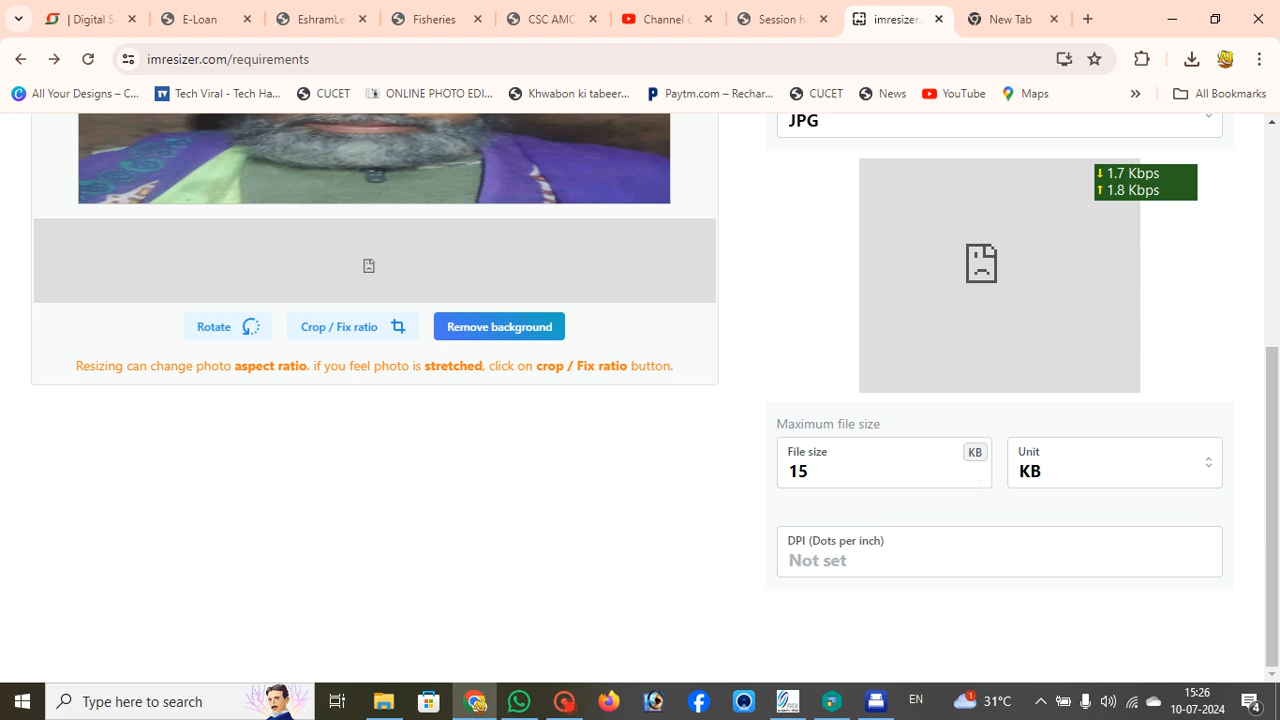 | Digital S
E-Loan
EshramLe
Fisheries
CSC AMC
Channel c
Session h
imresizer.
New Tab
imresizer.com/requirements
All Your Designs – C...
Tech Viral - Tech Ha...
CUCET
ONLINE PHOTO EDI...
Khwabon ki tabeer...
Paytm.com – Rechar...
CUCET
News
YouTube
Maps
»
All Bookmarks
JPG
1.7 Kbps
1.8 Kbps
Rotate
Crop / Fix ratio
Remove background
Resizing can change photo aspect ratio. if you feel photo is stretched, click on crop / Fix ratio button.
Maximum file size
File size
KB
15
Unit
KB
DPI (Dots per inch)
Not set
Type here to search
1
31°C
EN
15:26
10-07-2024
4